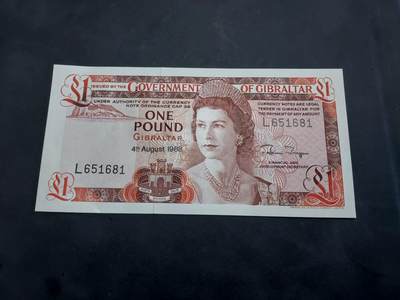 ISSUED BY THE GOVERNMENT OF GIBRALTAR
£1
£1
UNDER AUTHORITY OF THE CURRENCY
NOTE ORDINANCE CAP 39
CURRENCY NOTES ARE LEGAL
TENDER IN GIBRALTAR FOR
THE PAYMENT OF ANY AMOUNT
ONE
POUND
GIBRALTAR
4th August 1988
L651681
L651681
FINANCIAL AND
DEVELOPMENT SECRETARY
£1
£1